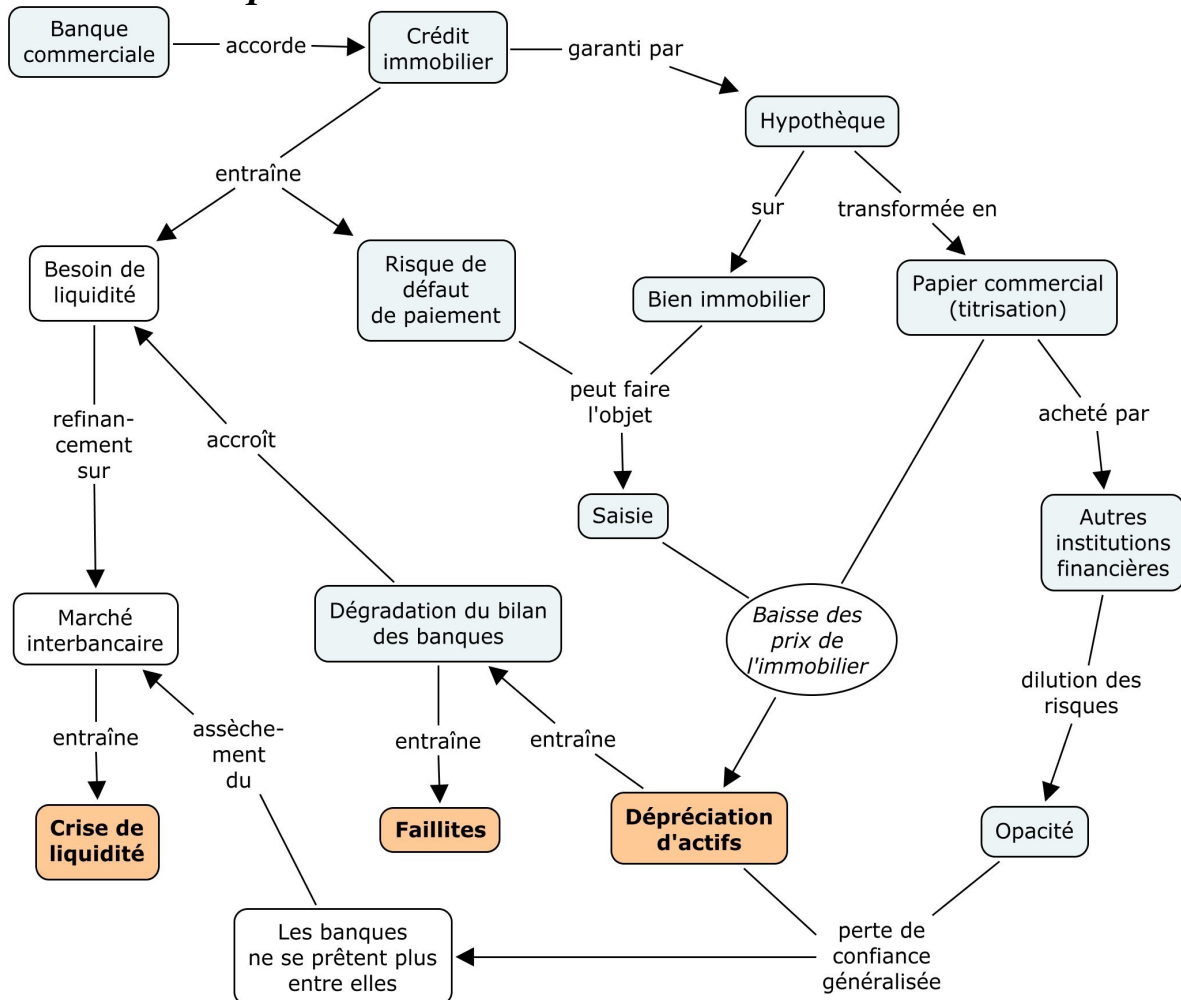 Banque
commerciale
accorde
Crédit
immobilier
garanti par
Hypothèque
entraîne
sur
transformée en
Besoin de
liquidité
Risque de
défaut
de paiement
Bien immobilier
Papier commercial
(titrisation)
peut faire
l'objet
acheté par
refinan-
cement
sur
accroît
Saisie
Autres
institutions
financières
Marché
interbancaire
Dégradation du bilan
des banques
Baisse des
prix de
l'immobilier
dilution des
risques
entraîne
assèche-
ment
du
entraîne
entraîne
Crise de
liquidité
Faillites
Dépréciation
d'actifs
Opacité
Les banques
ne se prêtent plus
entre elles
perte de
confiance
généralisée